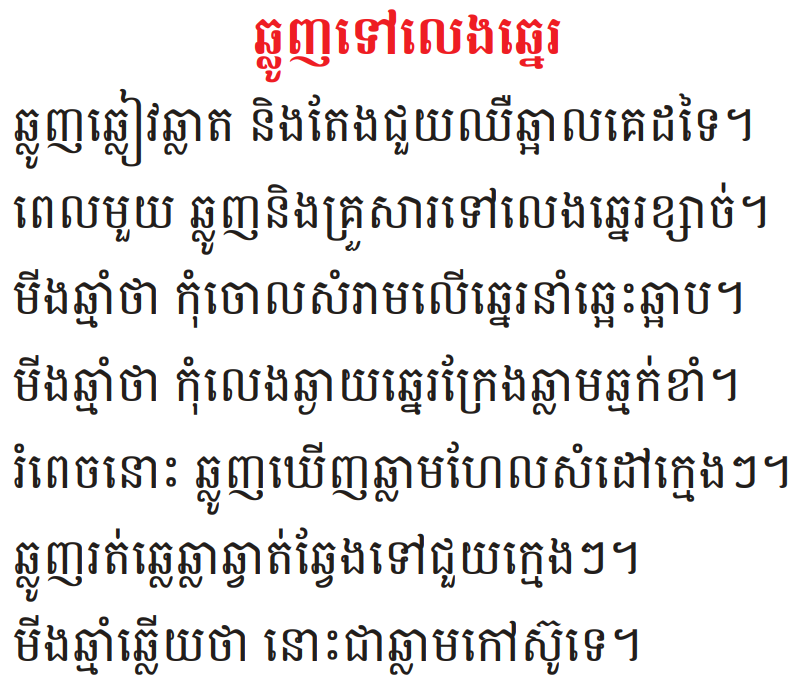 ឆ្លូញទៅលេងឆ្នេរ
ឆ្លូញឆ្លៀវឆ្លាត និងតែងជួយឈឺឆ្អាលគេដទៃ។
ពេលមួយ ឆ្លូញនិងគ្រួសារទៅលេងឆ្នេរខ្សាច់។
មីងឆ្មាំថា កុំចោលសំរាមលើឆ្នេរនាំឆ្អេះឆ្អាប។
មីងឆ្មាំថា កុំលេងឆ្ងាយឆ្នេរក្រែងឆ្លាមឆ្មក់ខាំ។
រំពេចនោះ ឆ្លូញឃើញឆ្លាមហែលសំដៅក្មេងៗ។
ឆ្លូញរត់ឆ្លេឆ្លាឆ្វាត់ឆ្វែងទៅជួយក្មេងៗ។
មីងឆ្មាំឆ្លើយថា នោះជាឆ្លាមកៅស៊ូទេ។